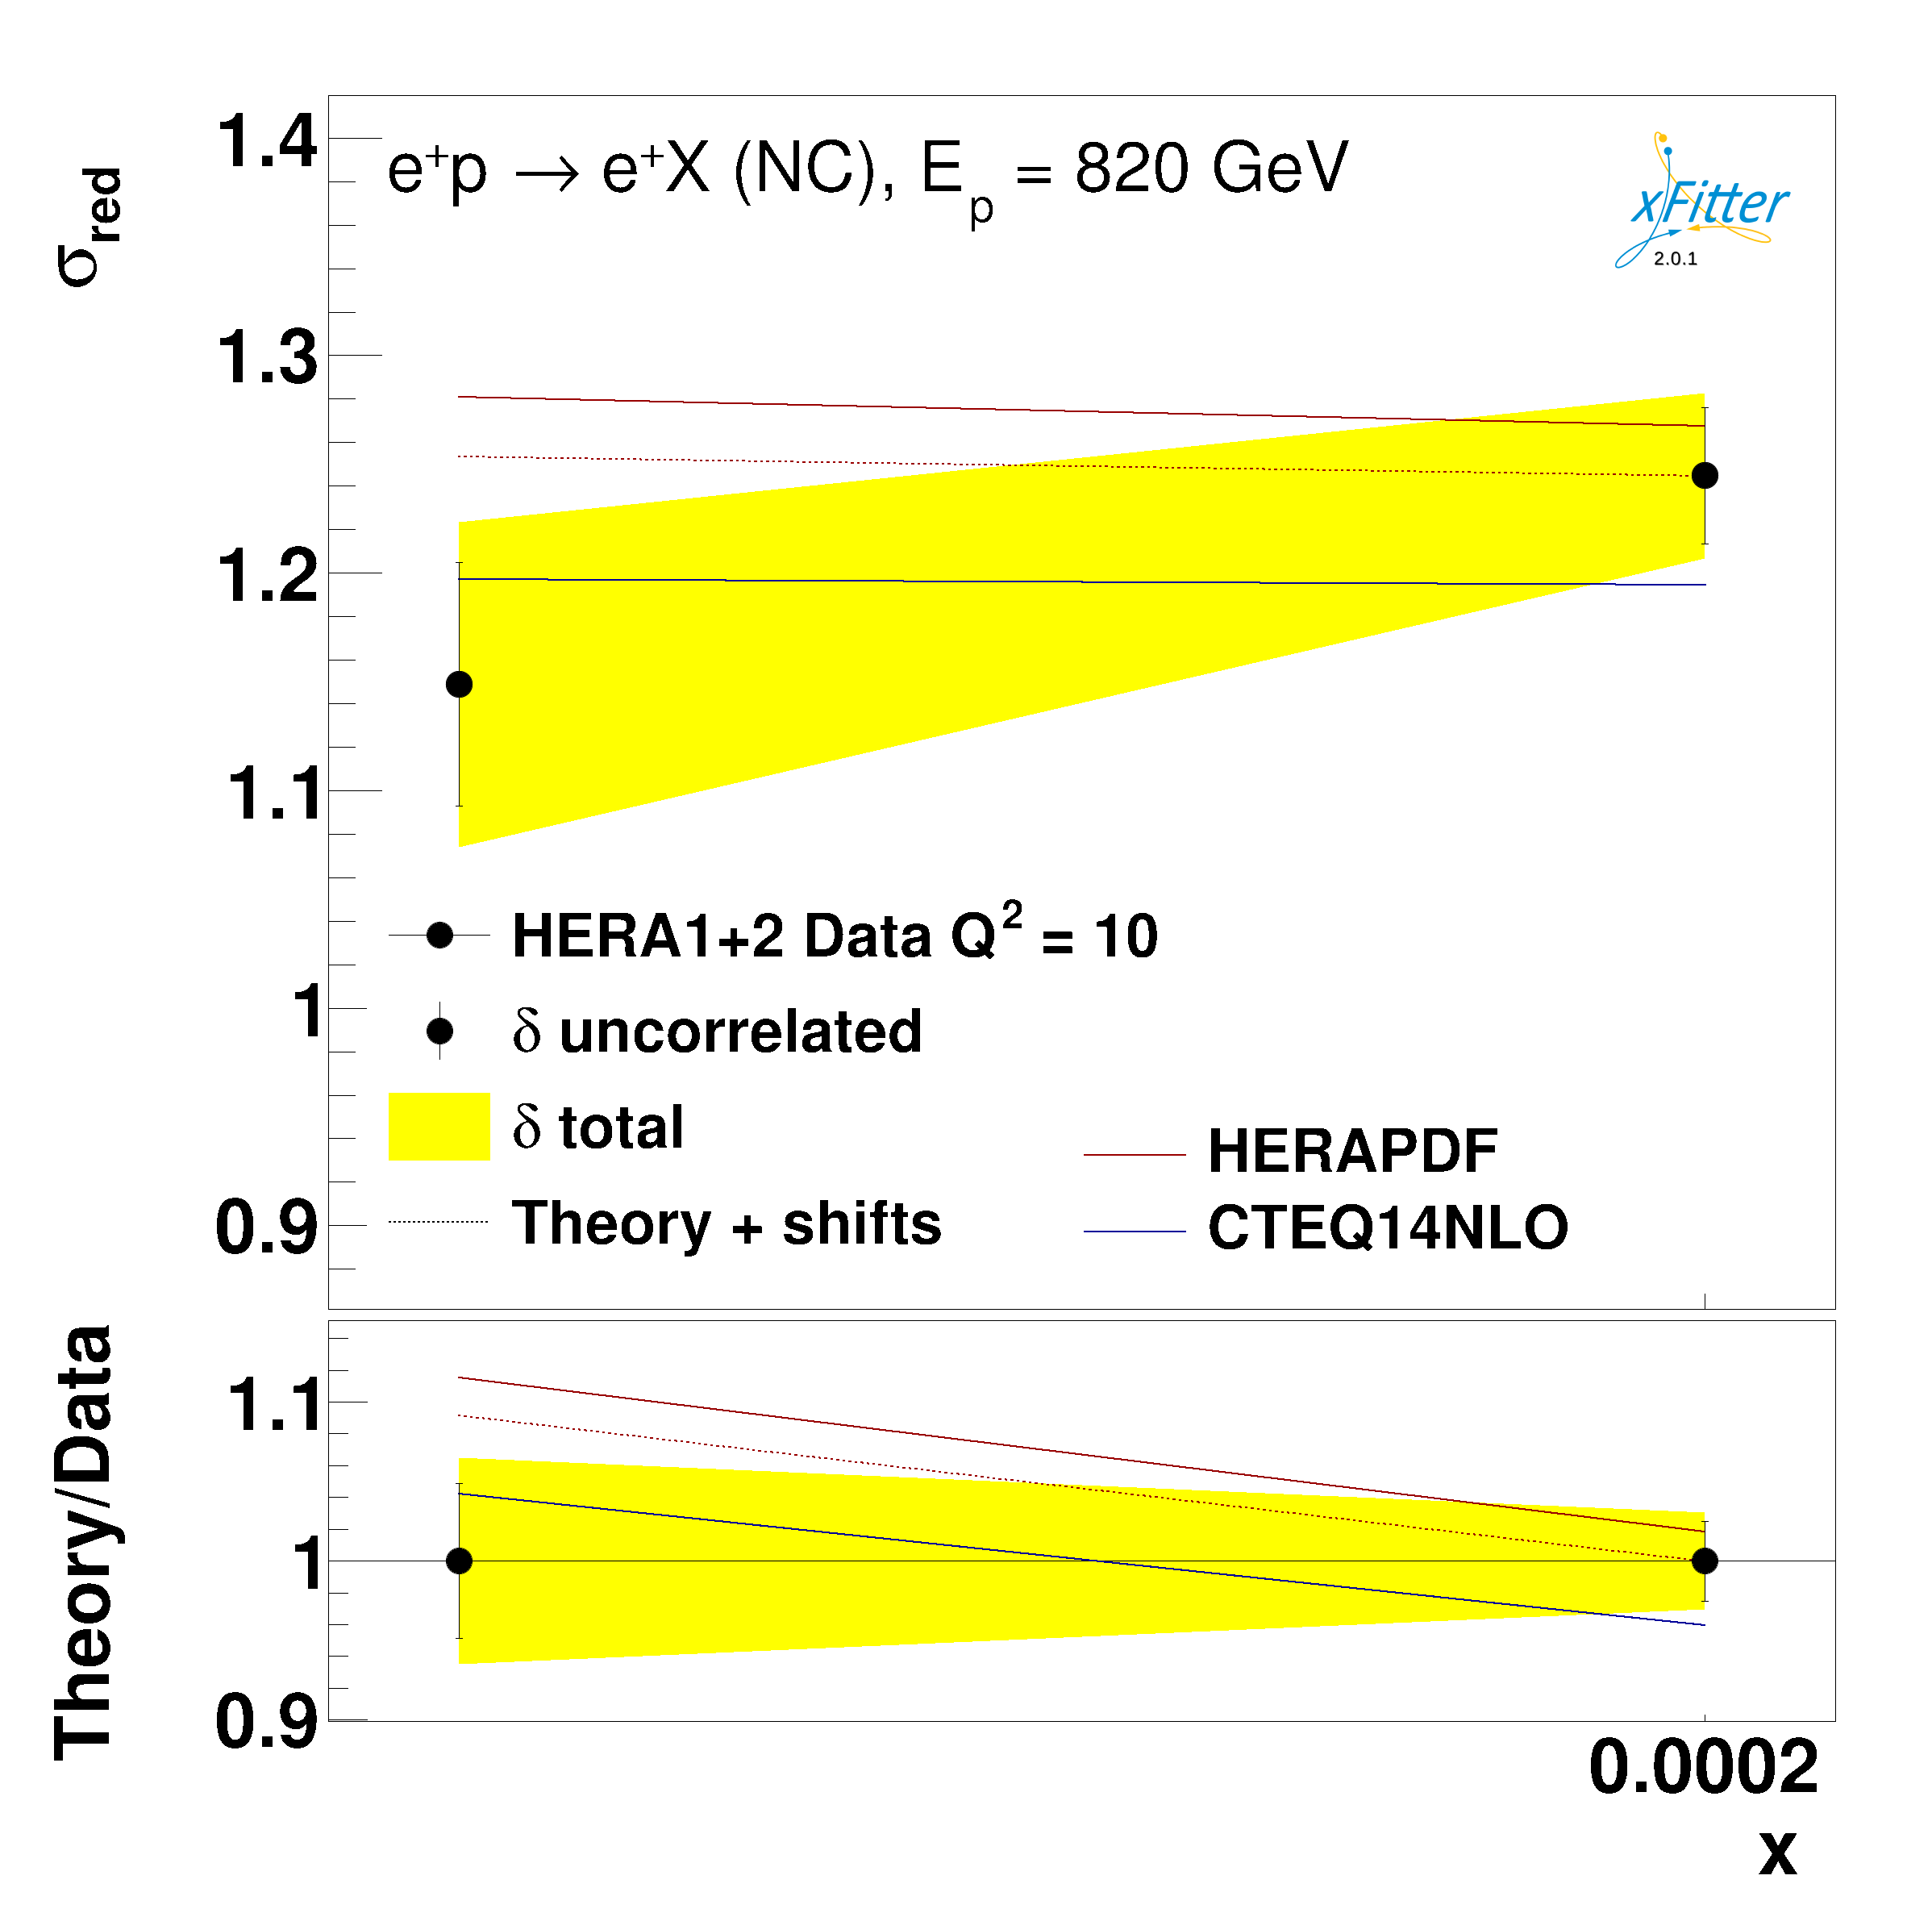 σred
1.4
1.3
1.2
1.1
1
0.9
e⁺p → e⁺X (NC), Eₚ = 820 GeV
xFitter
2.0.1
HERA1+2 Data Q² = 10
δ uncorrelated
δ total
Theory + shifts
HERAPDF
CTEQ14NLO
Theory/Data
1.1
1
0.9
0.0002
x